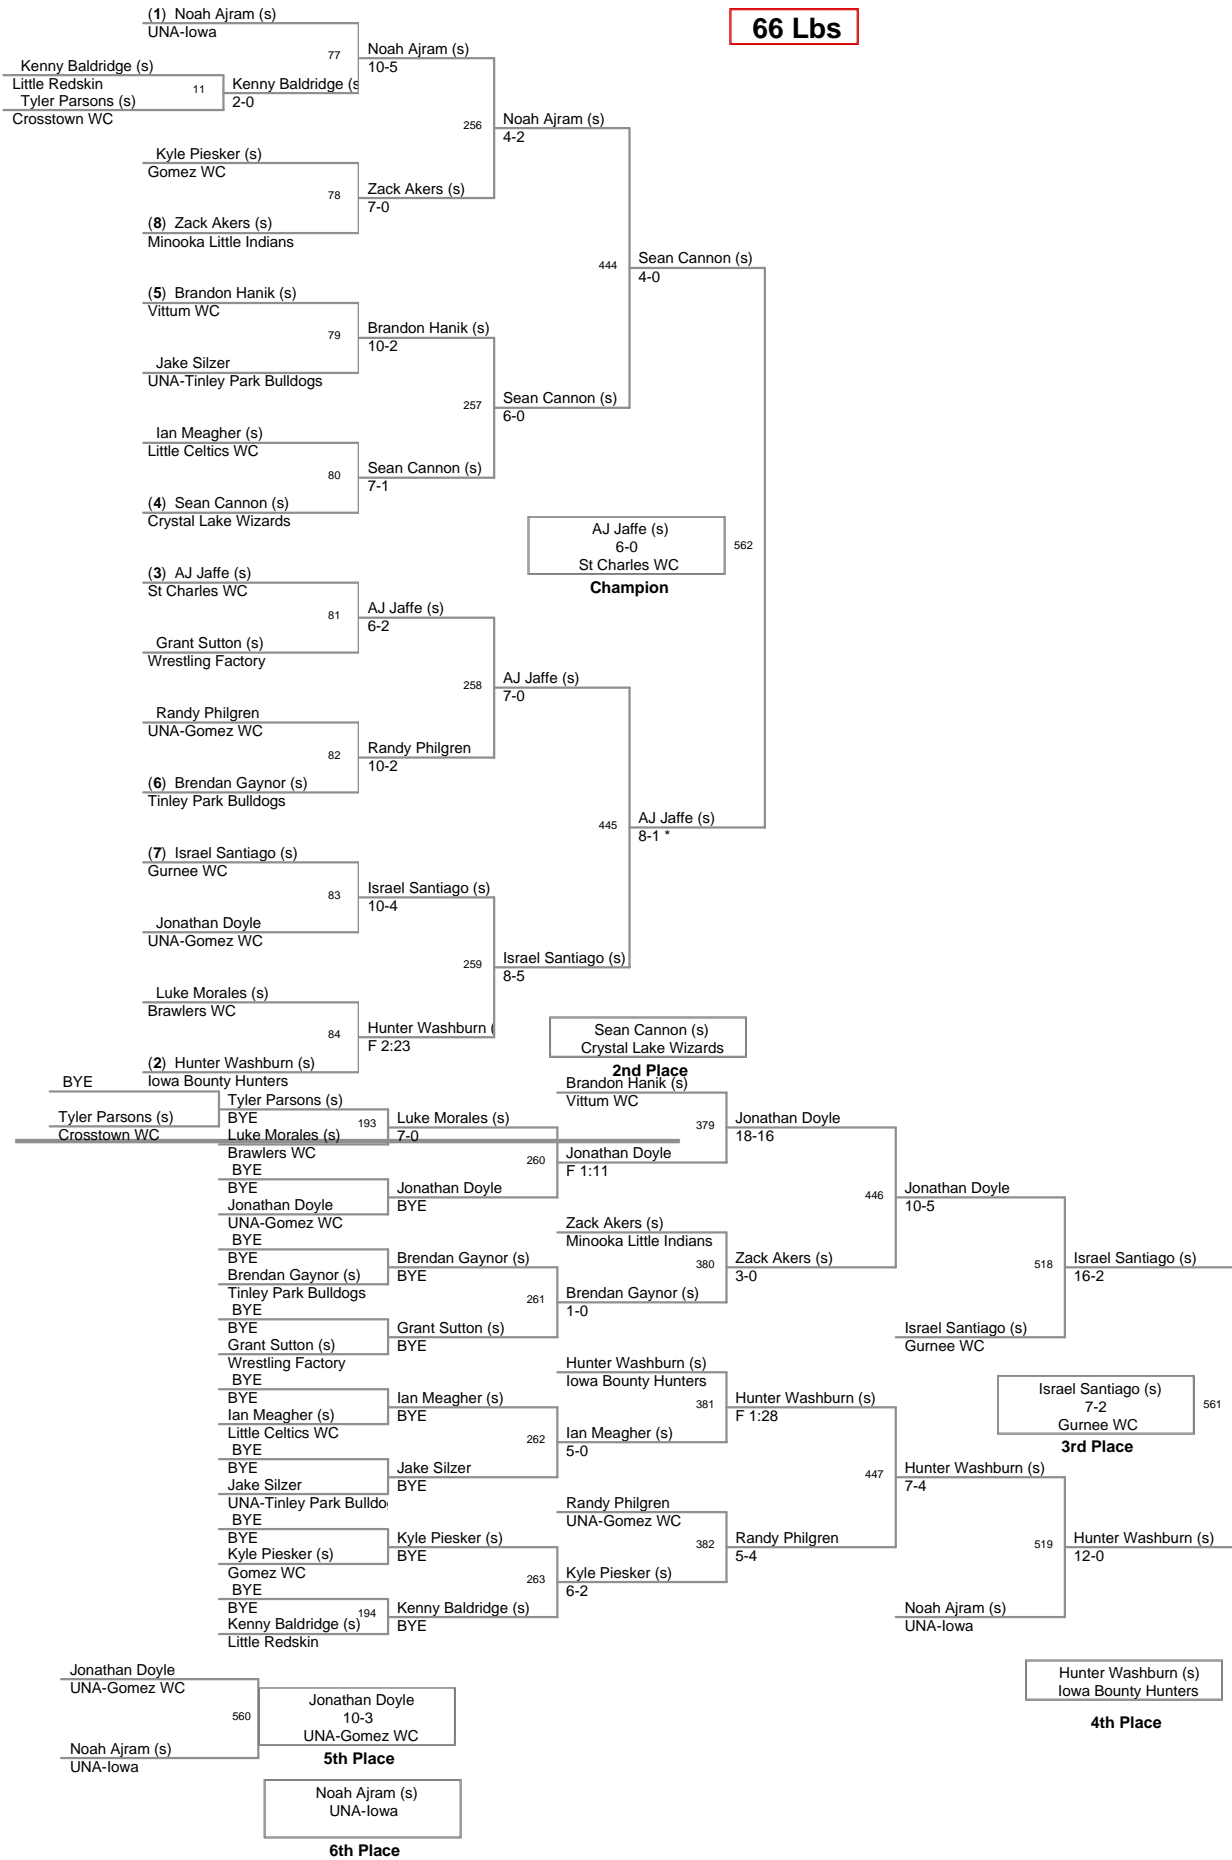 66 Lbs
(1) Noah Ajram (s)
UNA-Iowa
77
Noah Ajram (s)
10-5
Kenny Baldridge (s)
Little Redskin
11
Kenny Baldridge (s
2-0
Tyler Parsons (s)
Crosstown WC
256
Noah Ajram (s)
4-2
Kyle Piesker (s)
Gomez WC
78
Zack Akers (s)
7-0
(8) Zack Akers (s)
Minooka Little Indians
444
Sean Cannon (s)
4-0
(5) Brandon Hanik (s)
Vittum WC
79
Brandon Hanik (s)
10-2
Jake Silzer
UNA-Tinley Park Bulldogs
257
Sean Cannon (s)
6-0
Ian Meagher (s)
Little Celtics WC
80
Sean Cannon (s)
7-1
(4) Sean Cannon (s)
Crystal Lake Wizards
AJ Jaffe (s)
6-0
St Charles WC
562
Champion
(3) AJ Jaffe (s)
St Charles WC
81
AJ Jaffe (s)
6-2
Grant Sutton (s)
Wrestling Factory
258
AJ Jaffe (s)
7-0
Randy Philgren
UNA-Gomez WC
82
Randy Philgren
10-2
(6) Brendan Gaynor (s)
Tinley Park Bulldogs
445
AJ Jaffe (s)
8-1 *
(7) Israel Santiago (s)
Gurnee WC
83
Israel Santiago (s)
10-4
Jonathan Doyle
UNA-Gomez WC
259
Israel Santiago (s)
8-5
Luke Morales (s)
Brawlers WC
84
Hunter Washburn (
F 2:23
(2) Hunter Washburn (s)
Iowa Bounty Hunters
Sean Cannon (s)
Crystal Lake Wizards
2nd Place
BYE
Tyler Parsons (s)
Crosstown WC
Tyler Parsons (s)
BYE
193
Luke Morales (s)
7-0
Luke Morales (s)
Brawlers WC
260
Jonathan Doyle
F 1:11
BYE
BYE
Jonathan Doyle
BYE
Jonathan Doyle
UNA-Gomez WC
Brandon Hanik (s)
Vittum WC
379
Jonathan Doyle
18-16
446
Jonathan Doyle
10-5
BYE
BYE
Brendan Gaynor (s)
BYE
Brendan Gaynor (s)
Tinley Park Bulldogs
261
Brendan Gaynor (s)
1-0
BYE
BYE
Grant Sutton (s)
BYE
Grant Sutton (s)
Wrestling Factory
Zack Akers (s)
Minooka Little Indians
380
Zack Akers (s)
3-0
518
Israel Santiago (s)
16-2
Israel Santiago (s)
Gurnee WC
BYE
BYE
Ian Meagher (s)
BYE
Ian Meagher (s)
Little Celtics WC
262
Ian Meagher (s)
5-0
BYE
BYE
Jake Silzer
BYE
Jake Silzer
UNA-Tinley Park Bulldo
Hunter Washburn (s)
Iowa Bounty Hunters
381
Hunter Washburn (s)
F 1:28
Israel Santiago (s)
7-2
Gurnee WC
561
3rd Place
447
Hunter Washburn (s)
7-4
BYE
BYE
Kyle Piesker (s)
BYE
Kyle Piesker (s)
Gomez WC
263
Kyle Piesker (s)
6-2
BYE
BYE
194
Kenny Baldridge (s)
BYE
Kenny Baldridge (s)
Little Redskin
Randy Philgren
UNA-Gomez WC
382
Randy Philgren
5-4
519
Hunter Washburn (s)
12-0
Noah Ajram (s)
UNA-Iowa
Hunter Washburn (s)
Iowa Bounty Hunters
4th Place
Jonathan Doyle
UNA-Gomez WC
560
Jonathan Doyle
10-3
UNA-Gomez WC
5th Place
Noah Ajram (s)
UNA-Iowa
Noah Ajram (s)
UNA-Iowa
6th Place